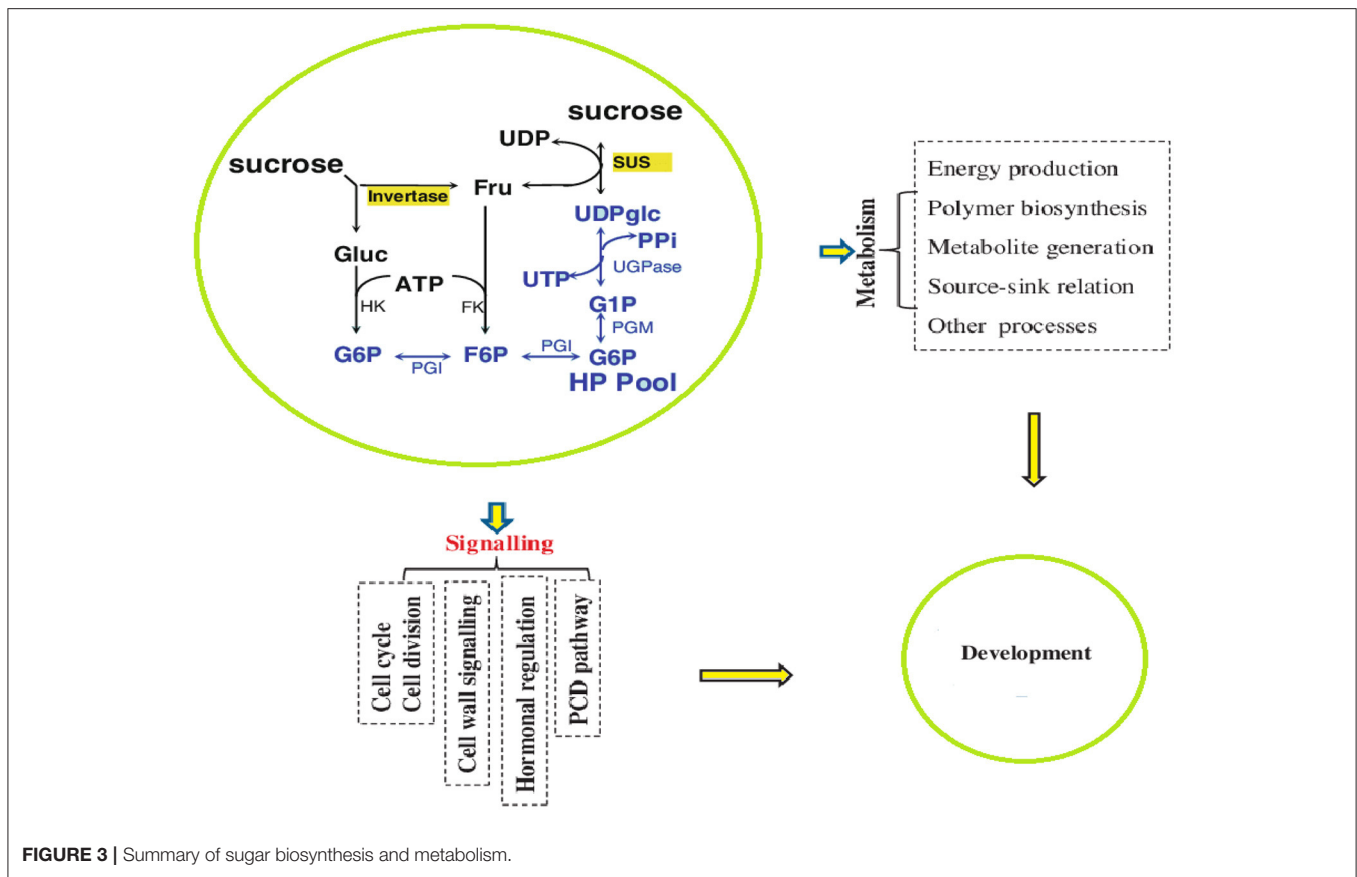 sucrose
UDP
SUS
sucrose
Invertase
Fru
UDPglc
PPi
UGPase
UTP
Gluc
ATP
HK
FK
G1P
PGM
G6P
PGI
F6P
PGI
G6P
HP Pool
Metabolism
Energy production
Polymer biosynthesis
Metabolite generation
Source-sink relation
Other processes
Signalling
Cell cycle
Cell division
Cell wall signalling
Hormonal regulation
PCD pathway
Development
FIGURE 3 | Summary of sugar biosynthesis and metabolism.